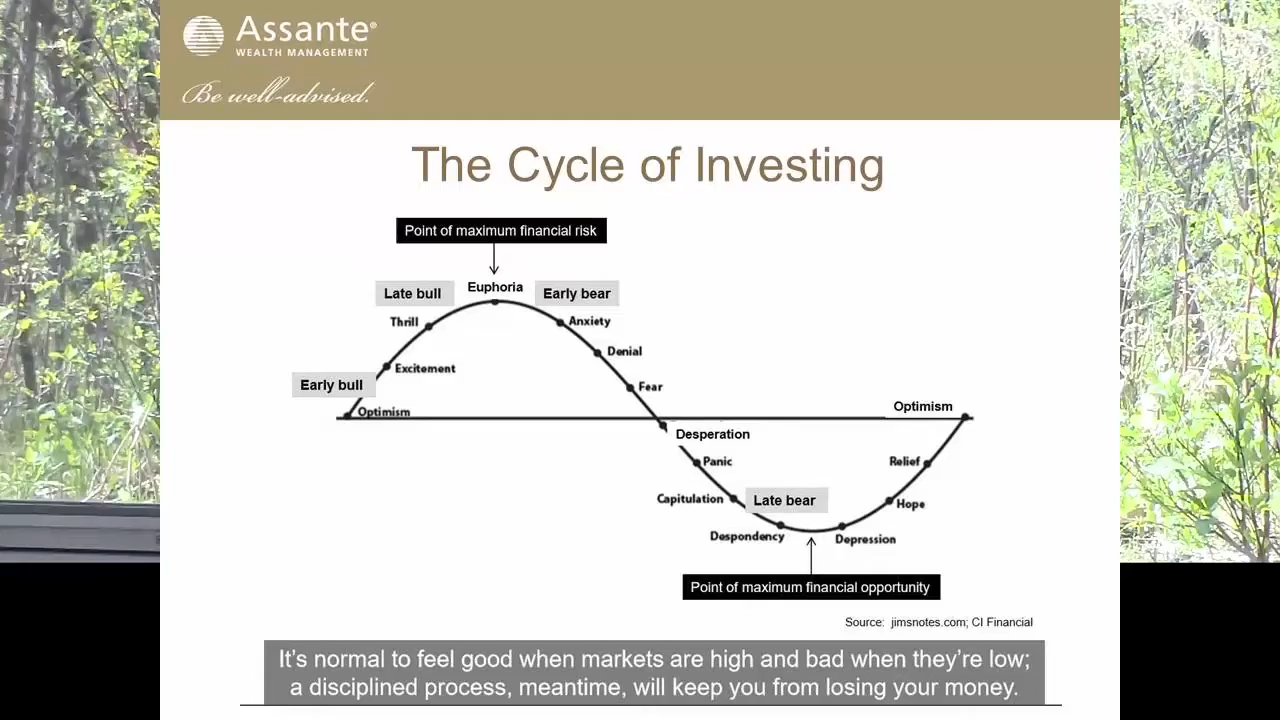 Assante®
WEALTH MANAGEMENT
Be well-advised.
The Cycle of Investing
Point of maximum financial risk
Late bull
Euphoria
Early bear
Thrill
Anxiety
Denial
Excitement
Early bull
Fear
Optimism
Optimism
Desperation
Panic
Relief
Capitulation
Late bear
Hope
Despondency
Depression
Point of maximum financial opportunity
Source: jimsnotes.com; CI Financial
It's normal to feel good when markets are high and bad when they're low;
a disciplined process, meantime, will keep you from losing your money.